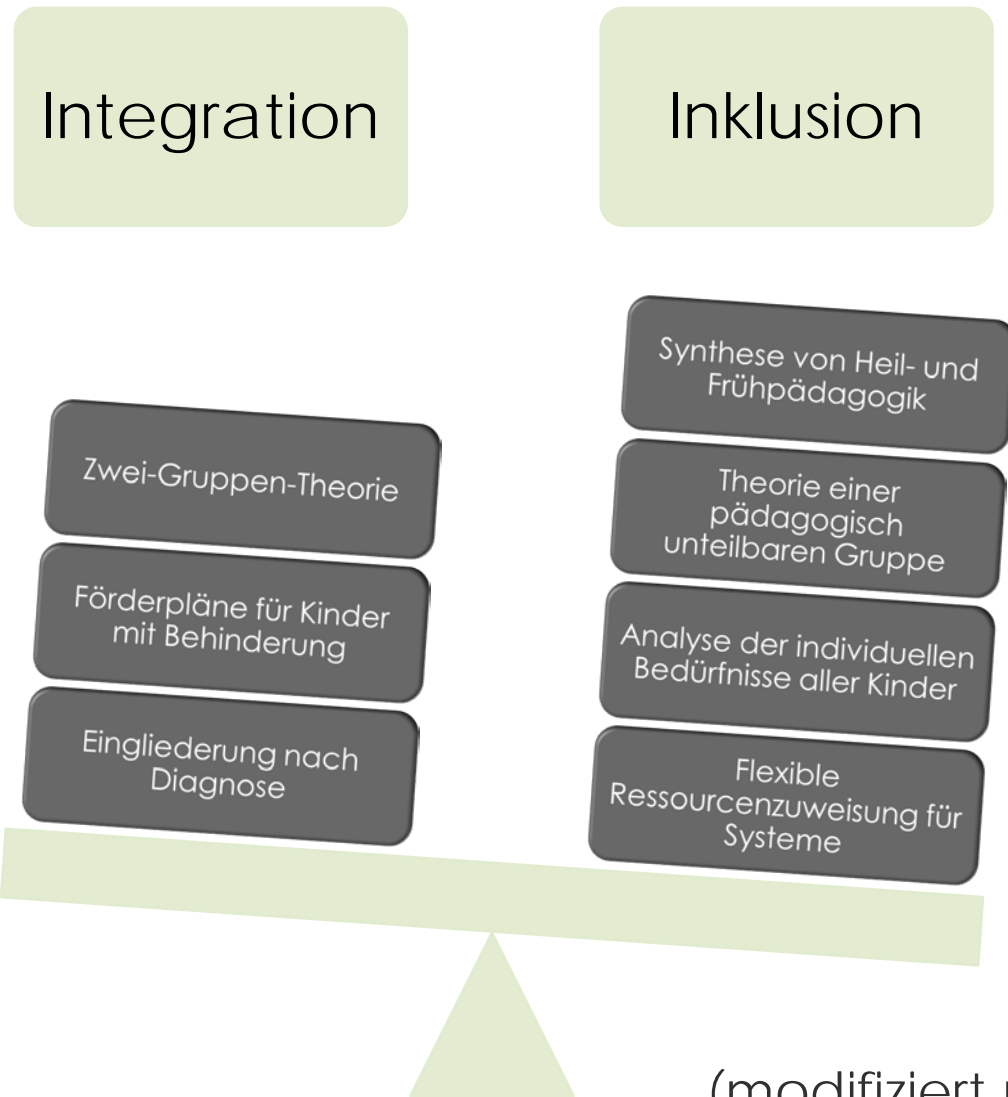 Integration
Inklusion
Zwei-Gruppen-Theorie
Förderpläne für Kinder
mit Behinderung
Eingliederung nach
Diagnose
Synthese von Heil- und
Frühpädagogik
Theorie einer
pädagogisch
unteilbaren Gruppe
Analyse der individuellen
Bedürfnisse aller Kinder
Flexible
Ressourcenzuweisung für
Systeme
(modifiziert